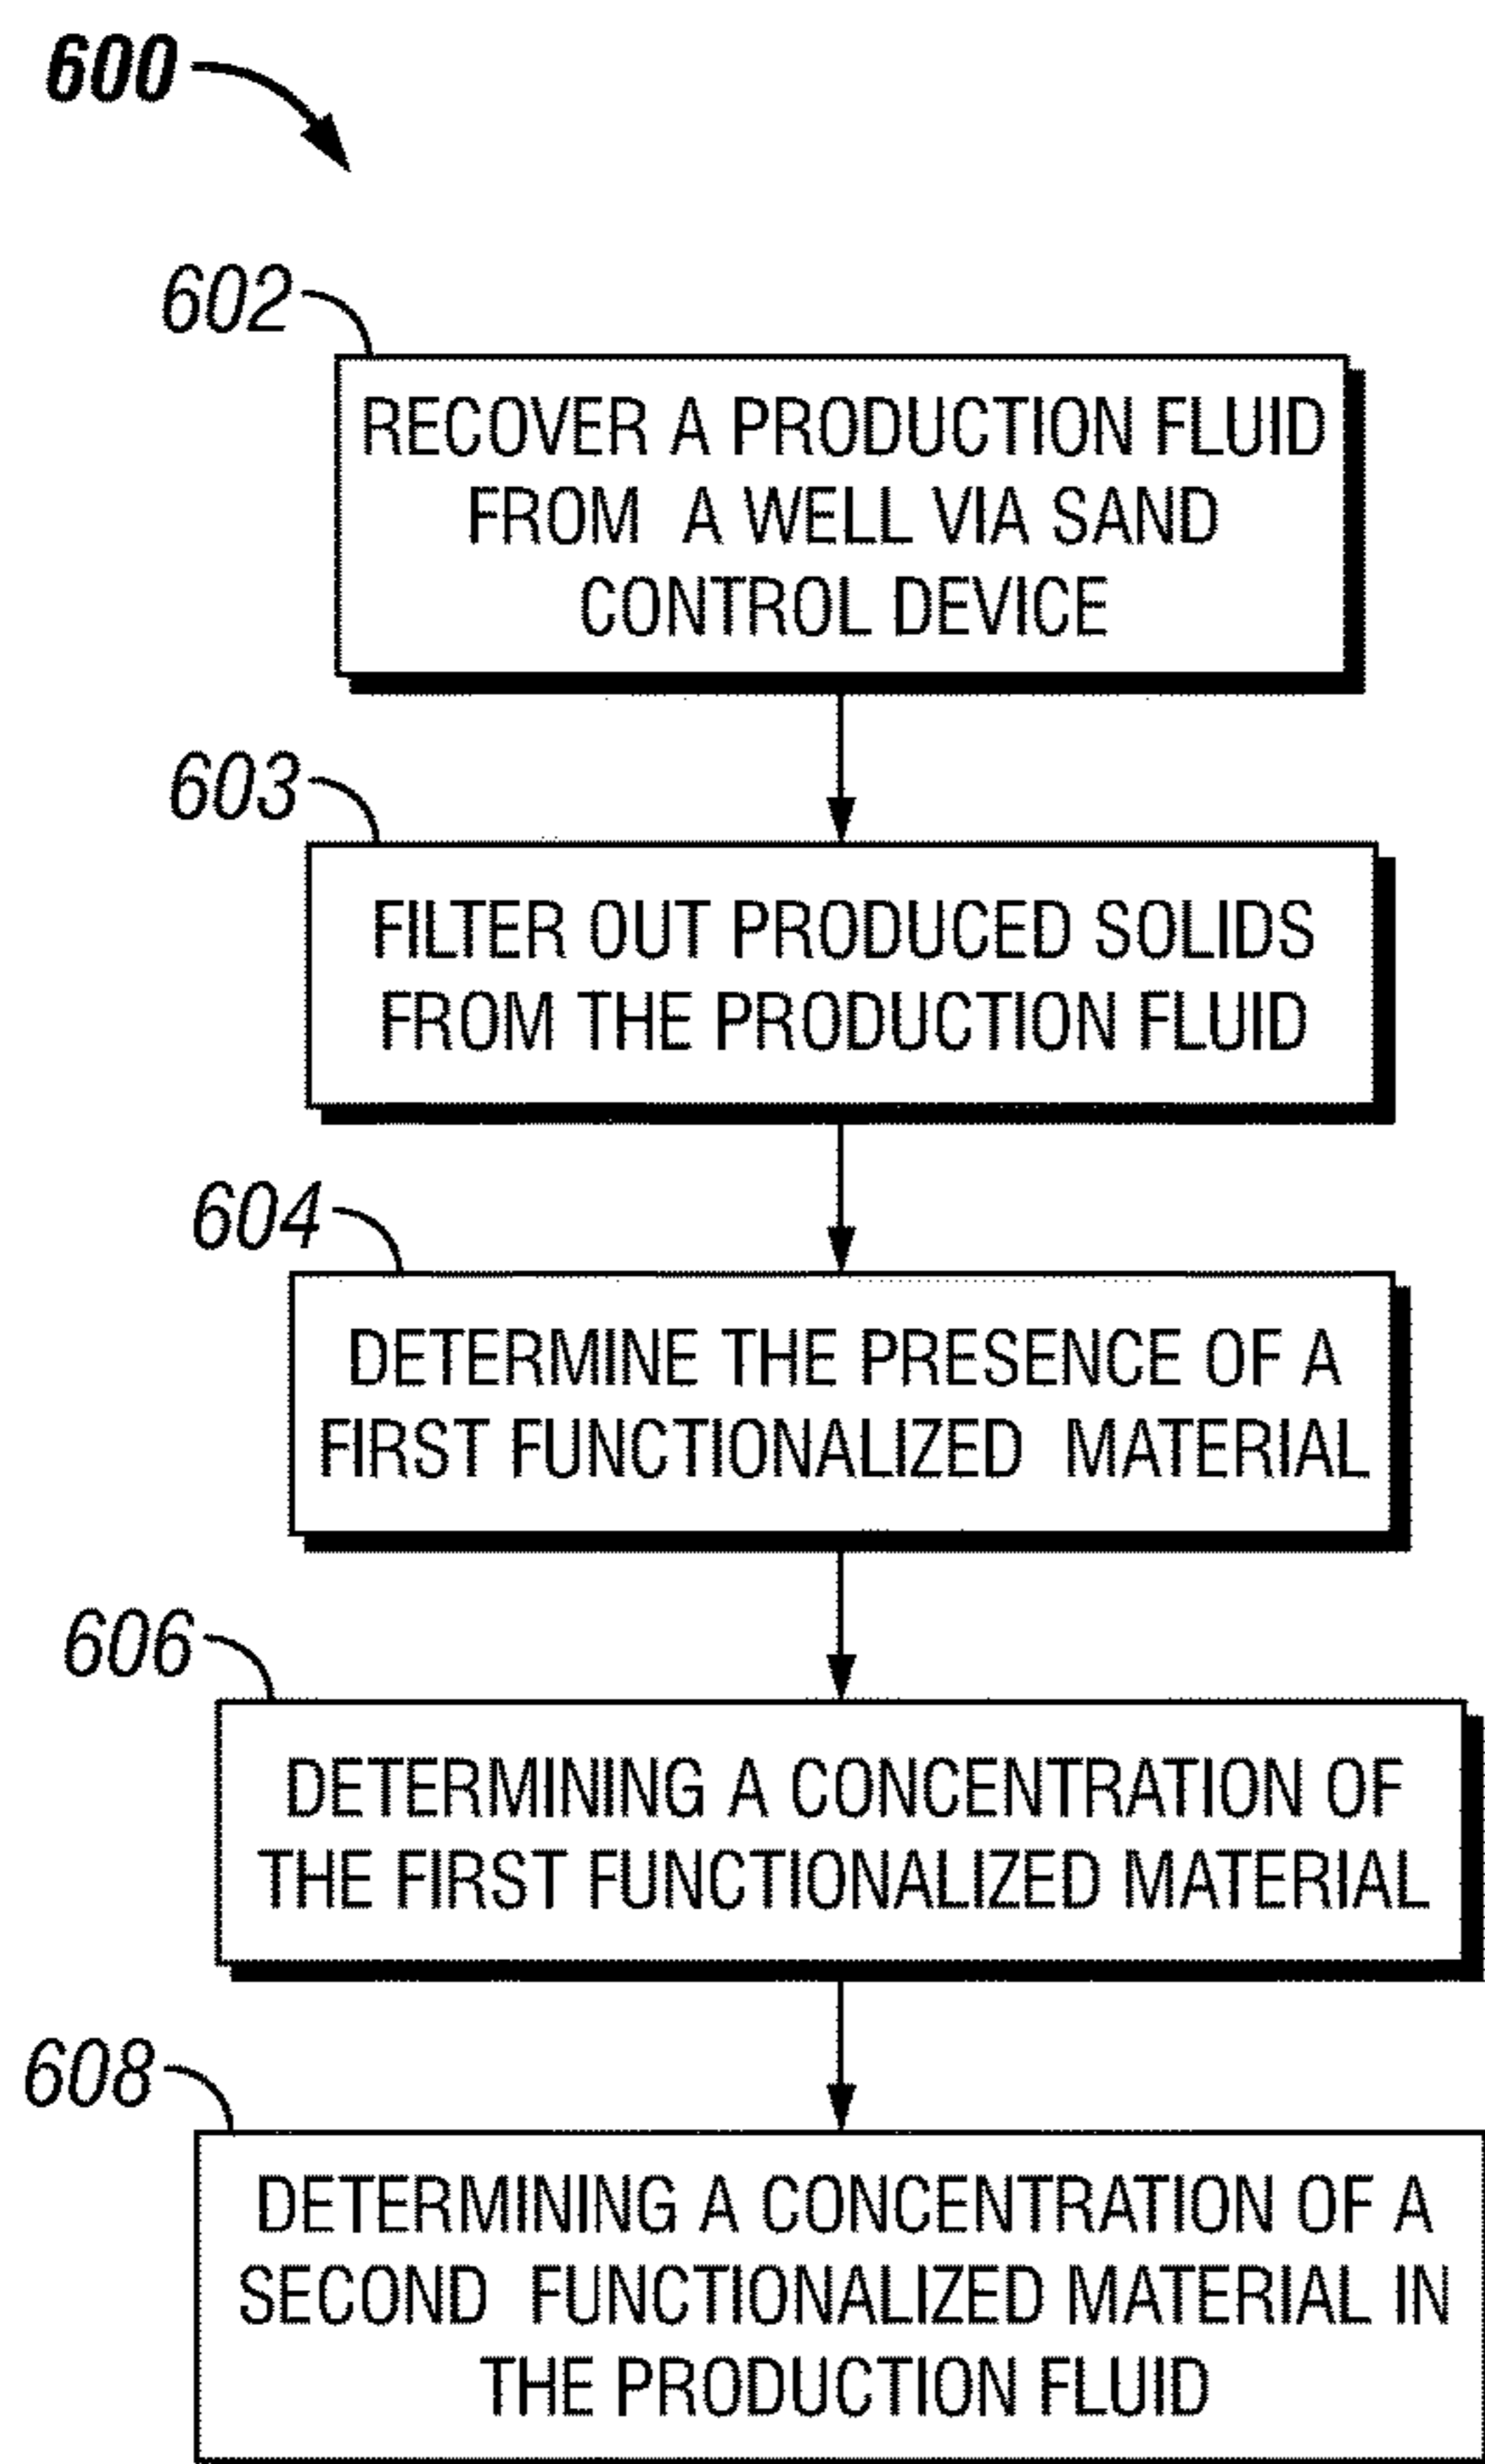 600
602
RECOVER A PRODUCTION FLUID
FROM A WELL VIA SAND
CONTROL DEVICE
603
FILTER OUT PRODUCED SOLIDS
FROM THE PRODUCTION FLUID
604
DETERMINE THE PRESENCE OF A
FIRST FUNCTIONALIZED MATERIAL
606
DETERMINING A CONCENTRATION OF
THE FIRST FUNCTIONALIZED MATERIAL
608
DETERMINING A CONCENTRATION OF A
SECOND FUNCTIONALIZED MATERIAL IN
THE PRODUCTION FLUID